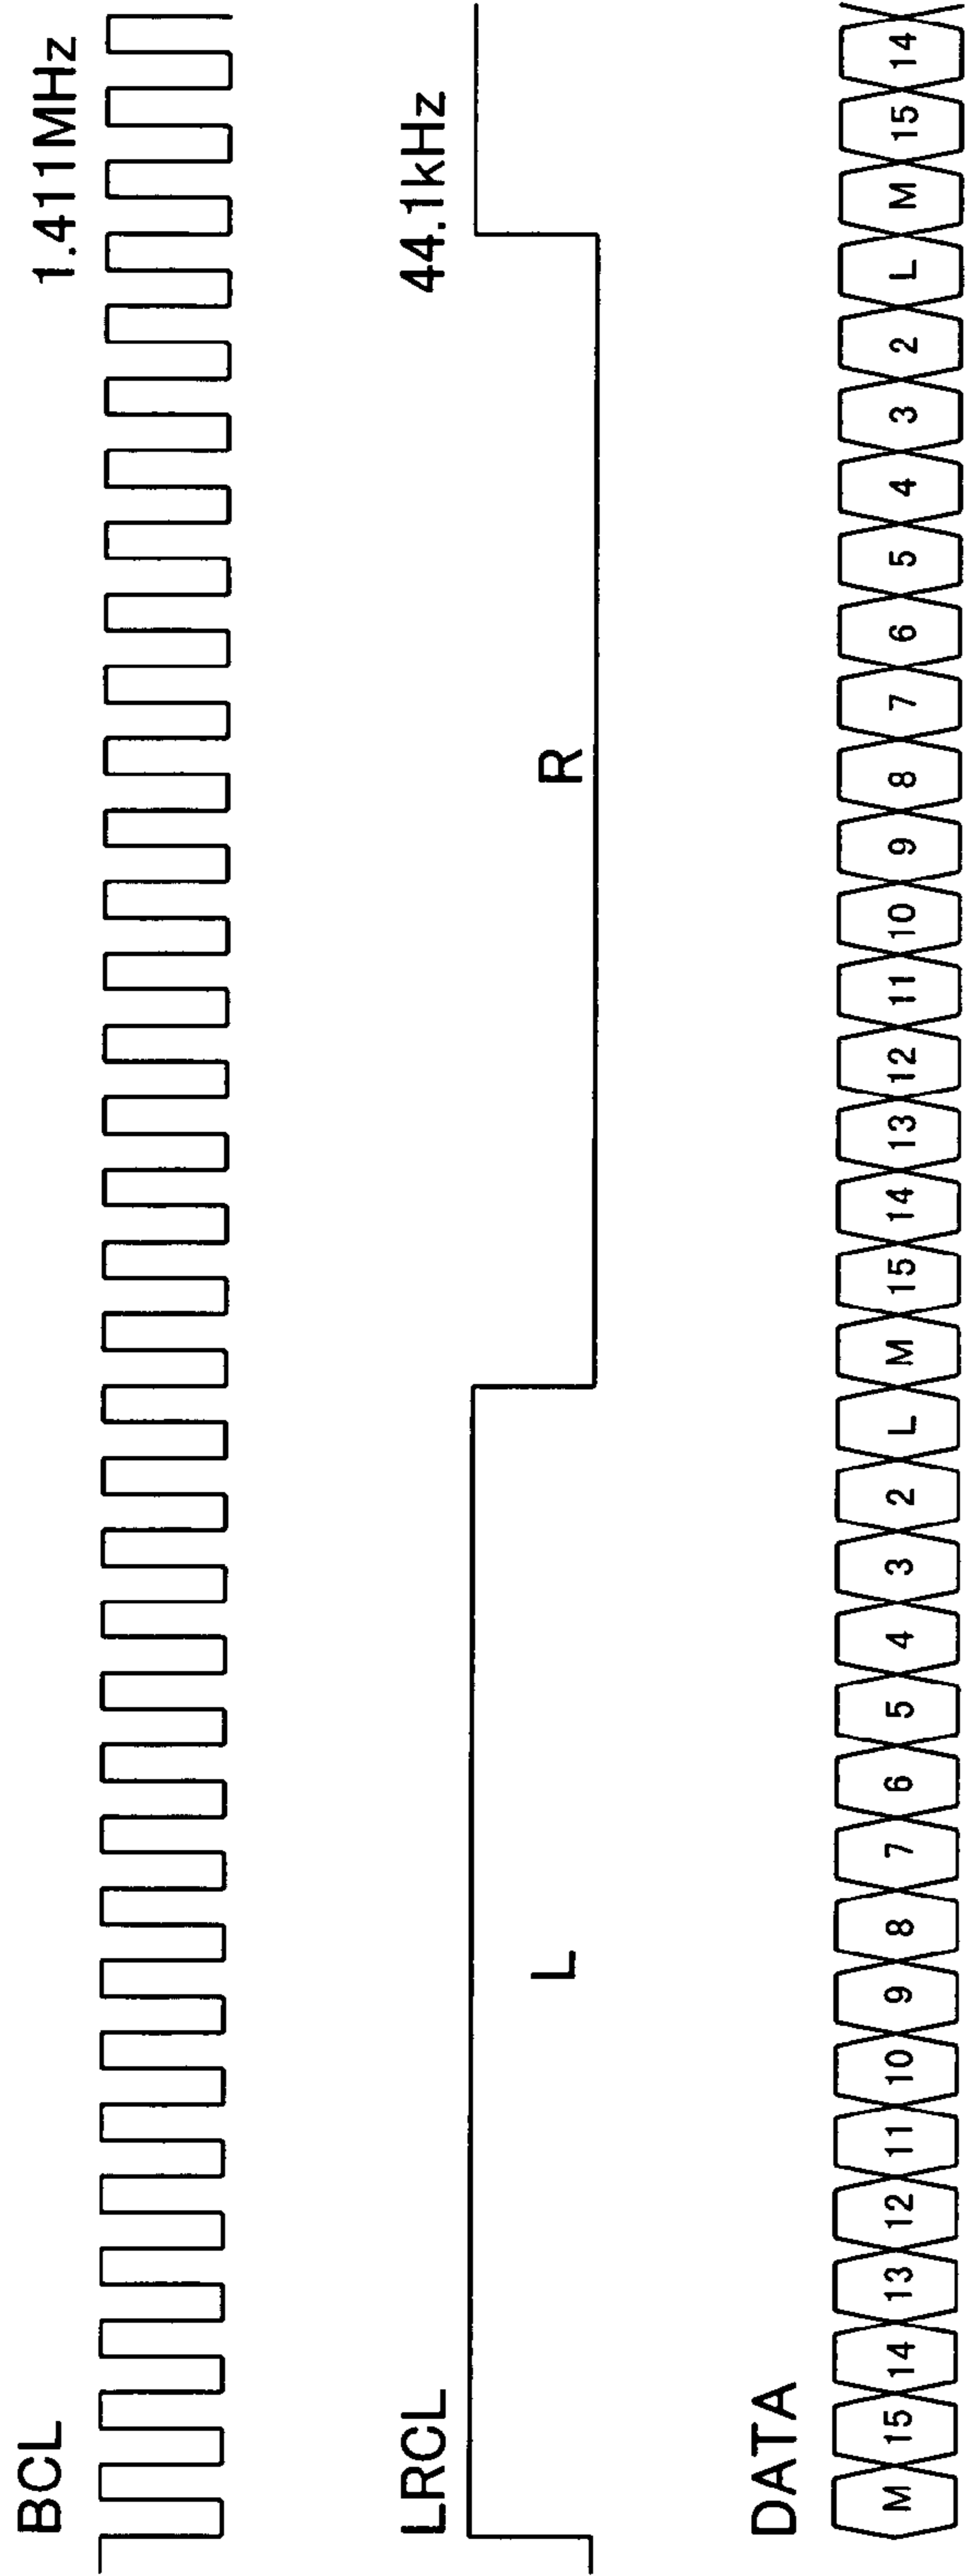 BCL 1.411MHz
LRCL 44.1kHz
L R
DATA
M 15 14 13 12 11 10 9 8 7 6 5 4 3 2 L M 15 14 13 12 11 10 9 8 7 6 5 4 3 2 L M 15 14